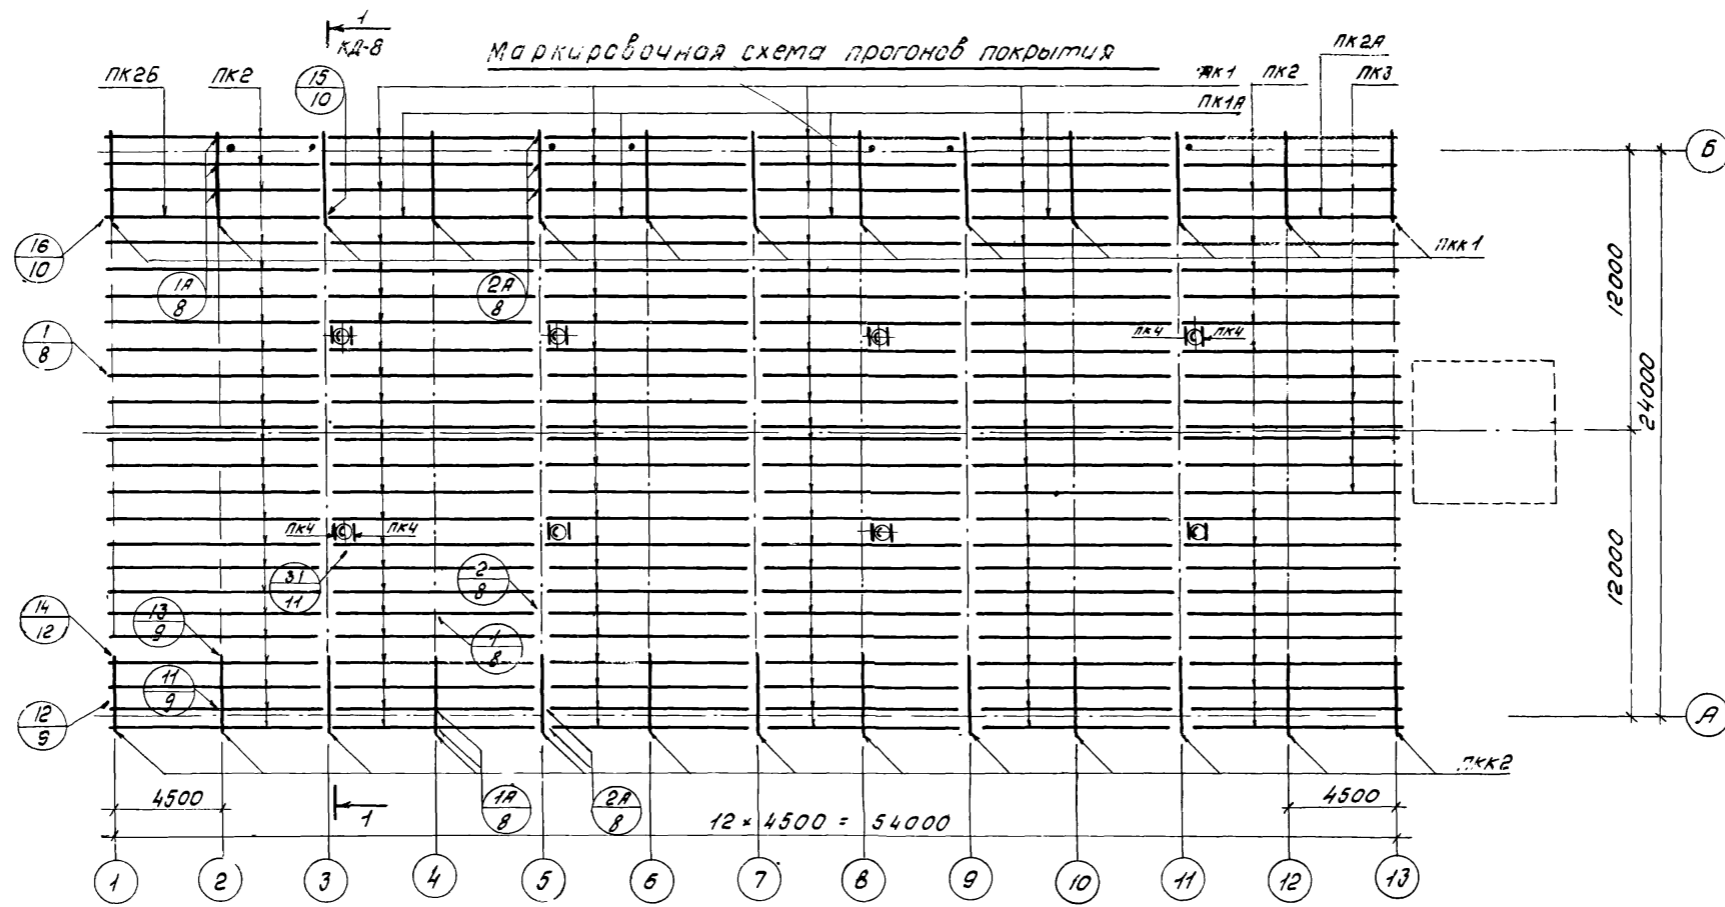 1
КД-8
Маркировочная схема прогонов покрытия
ПК2А
ПК2Б
ПК2
15
10
ПК1
ПК2
ПК3
ПК1А
Б
16
10
ПКК1
1А
8
2А
8
12000
1
8
ПК4
ПК4
24000
ПК4
ПК4
31
11
2
8
12000
14
12
13
9
1
8
11
9
12
9
А
ПКК2
4500
1
1А
8
2А
8
4500
12 × 4500 = 54000
1
2
3
4
5
6
7
8
9
10
11
12
13